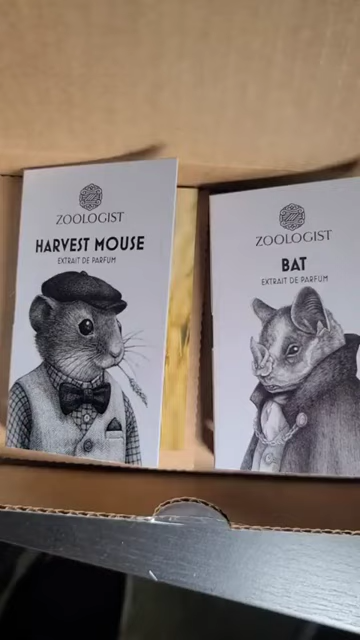 ZOOLOGIST
HARVEST MOUSE
EXTRAIT DE PARFUM
ZOOLOGIST
BAT
EXTRAIT DE PARFUM